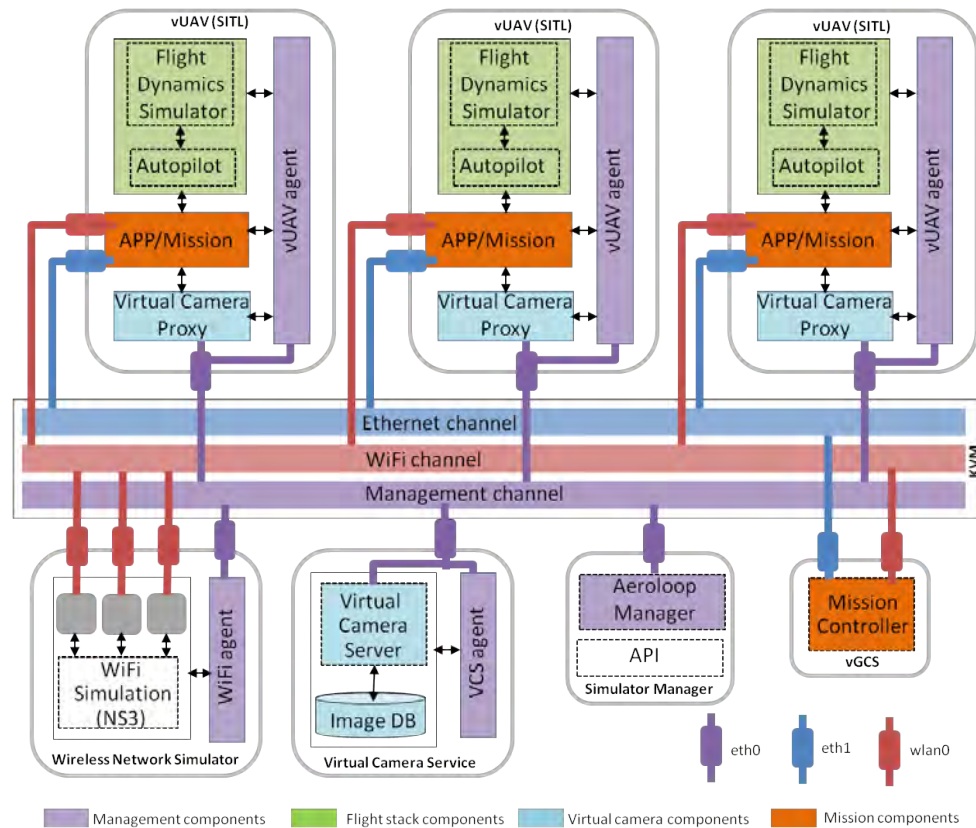 vUAV (SITL)
Flight
Dynamics
Simulator
Autopilot
APP/Mission
Virtual Camera
Proxy
vUAV agent
vUAV (SITL)
Flight
Dynamics
Simulator
Autopilot
APP/Mission
Virtual Camera
Proxy
vUAV agent
vUAV (SITL)
Flight
Dynamics
Simulator
Autopilot
APP/Mission
Virtual Camera
Proxy
vUAV agent
Ethernet channel
WiFi channel
Management channel
KVM
WiFi
Simulation
(NS3)
WiFi agent
Wireless Network Simulator
Virtual
Camera
Server
Image DB
VCS agent
Virtual Camera Service
Aeroloop
Manager
API
Simulator Manager
Mission
Controller
vGCS
eth0
eth1
wlan0
Management components
Flight stack components
Virtual camera components
Mission components